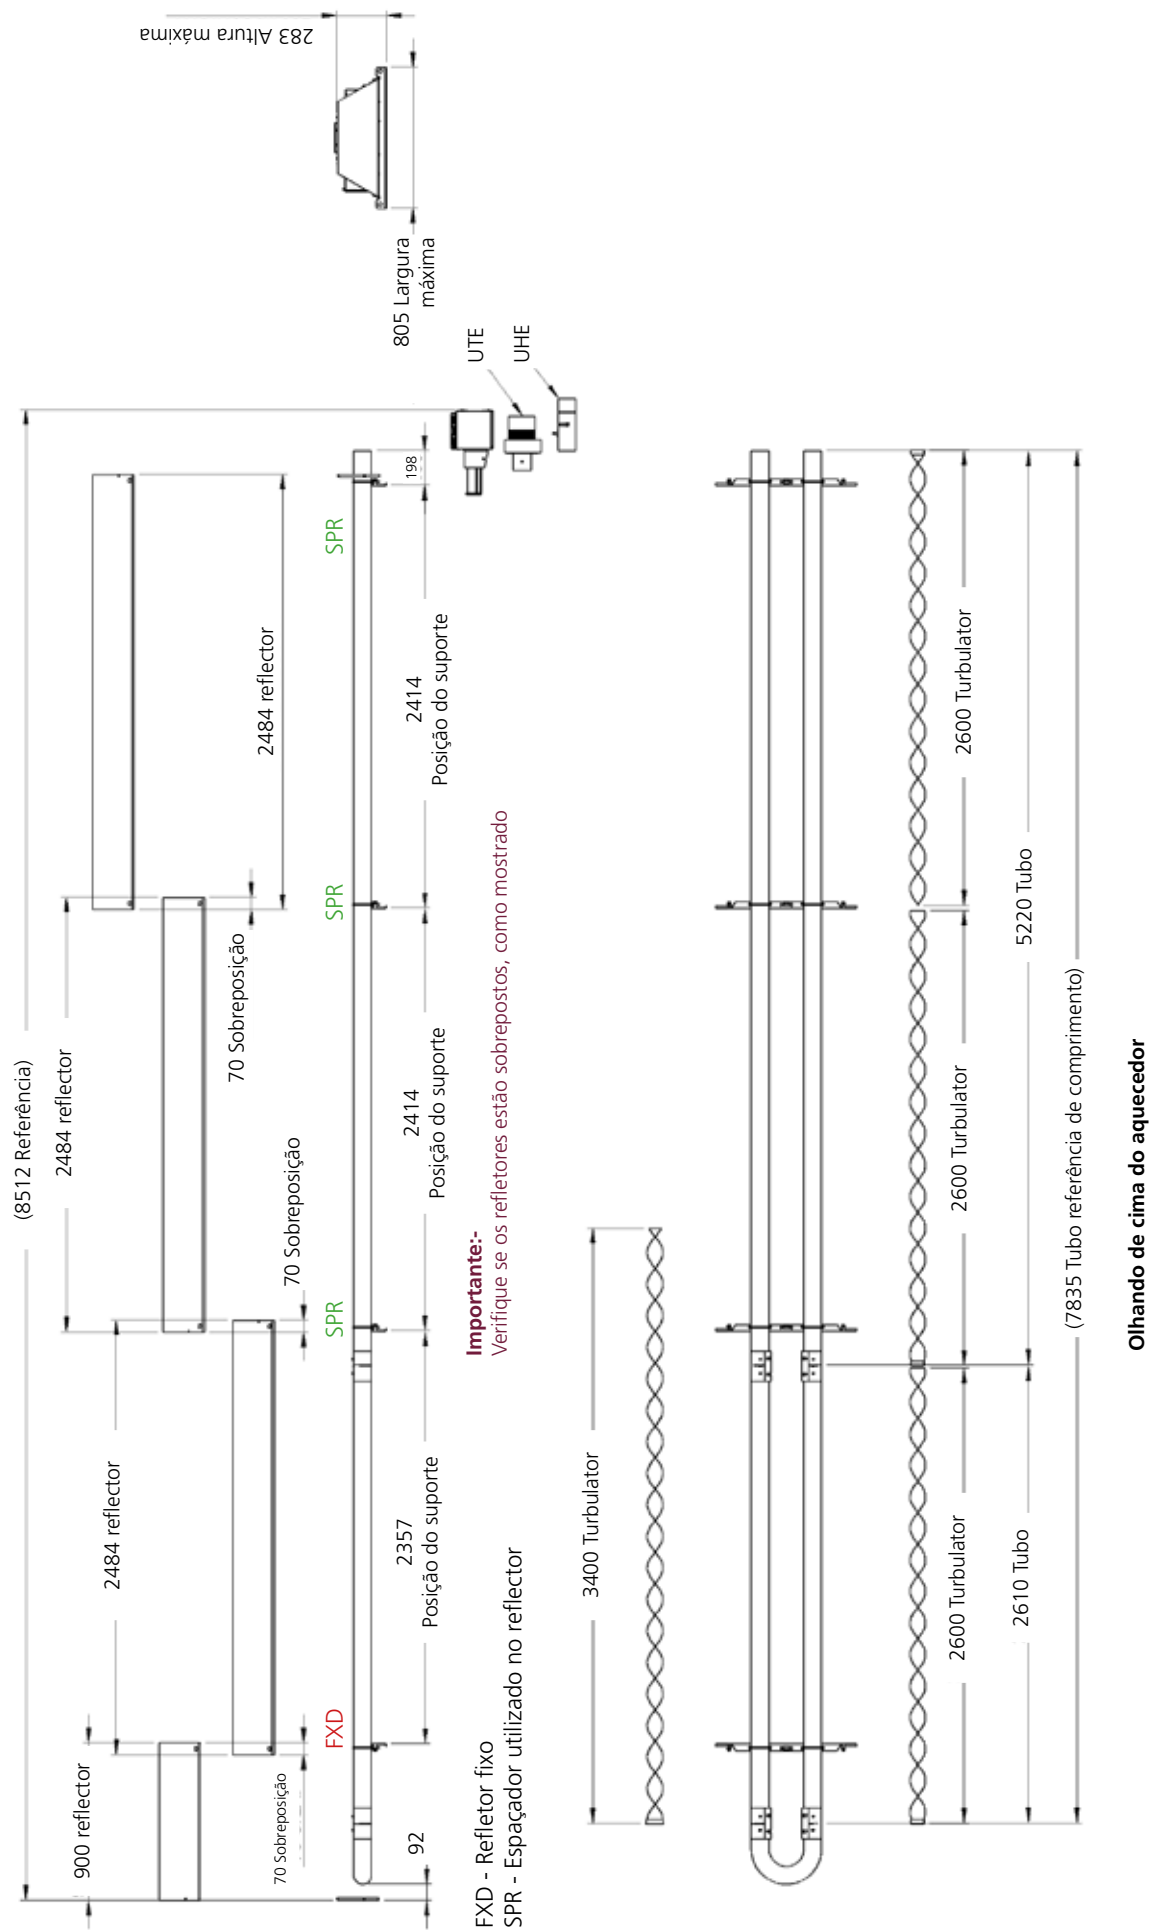 (8512 Referência)
900 reflector
2484 reflector
2484 reflector
2484 reflector
70 Sobreposição
70 Sobreposição
70 Sobreposição
283 Altura máxima
805 Largura
máxima
FXD
SPR
SPR
SPR
92
2357
Posição do suporte
2414
Posição do suporte
2414
Posição do suporte
198
UTE
UHE
FXD - Refletor fixo
SPR - Espaçador utilizado no reflector
Importante:-
Verifique se os refletores estão sobrepostos, como mostrado
3400 Turbulator
2600 Turbulator
2600 Turbulator
2600 Turbulator
2610 Tubo
5220 Tubo
(7835 Tubo referência de comprimento)
Olhando de cima do aquecedor